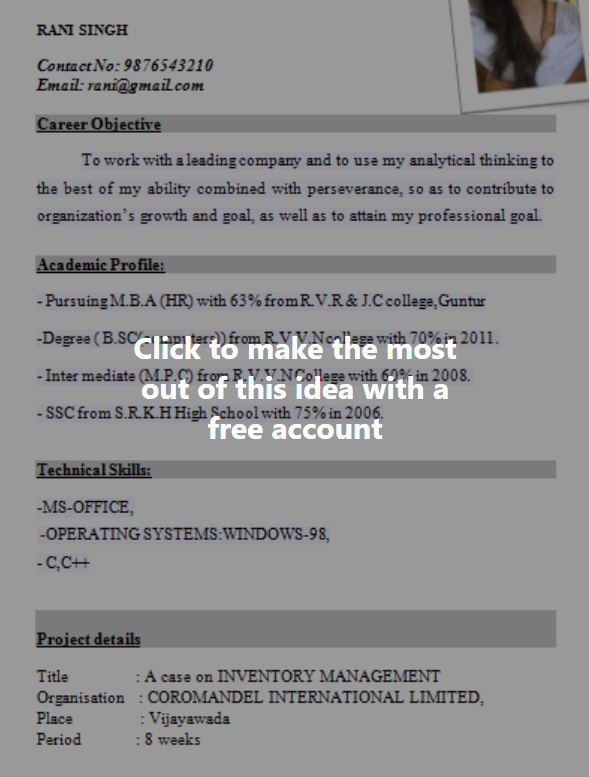 RANI SINGH
Contact No: 9876543210
Email: rani@gmail.com
Career Objective
To work with a leading company and to use my analytical thinking to
the best of my ability combined with perseverance, so as to contribute to
organization's growth and goal, as well as to attain my professional goal.
Academic Profile:
- Pursuing M.B.A (HR) with 63% from R.V.R & J.C college,Guntur
-Degree ( B.SC(computers)) from R.V.V.N college with 70% in 2011.
Click to make the most
- Inter mediate (M.P.C) from R.V.V.N College with 60% in 2008.
out of this idea with a
- SSC from S.R.K.H High School with 75% in 2006.
free account
Technical Skills:
-MS-OFFICE,
-OPERATING SYSTEMS:WINDOWS-98,
- C,C++
Project details
Title : A case on INVENTORY MANAGEMENT
Organisation : COROMANDEL INTERNATIONAL LIMITED,
Place : Vijayawada
Period : 8 weeks